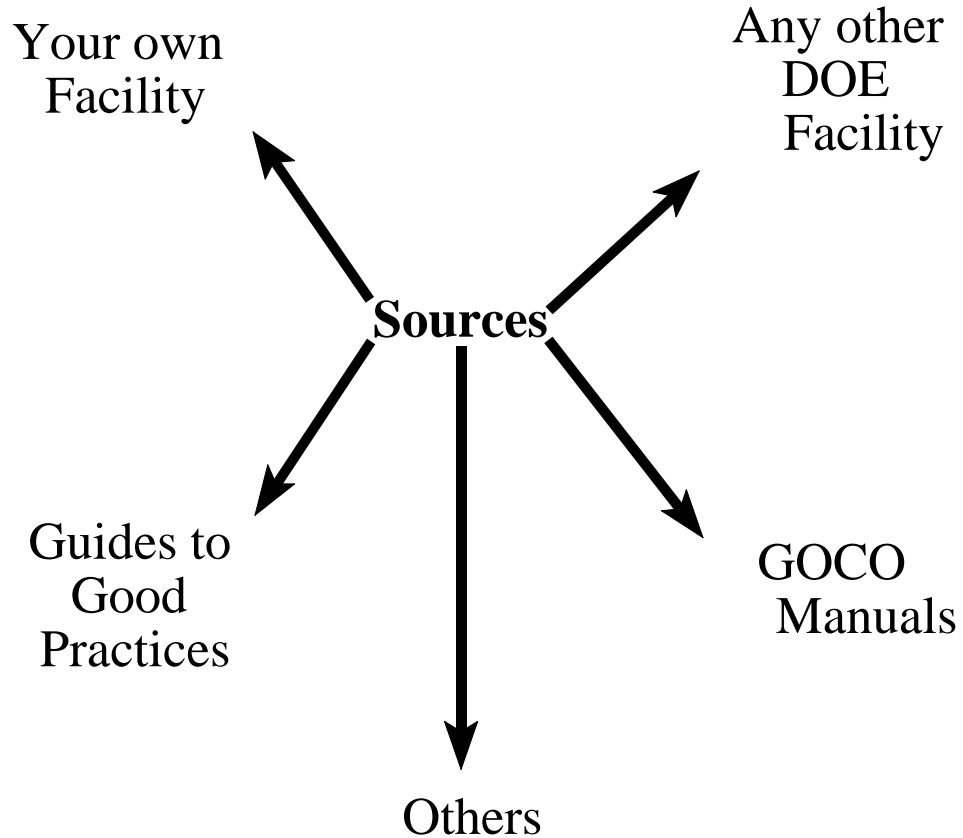 Your own
Facility
Any other
DOE
Facility
Sources
Guides to
Good
Practices
GOCO
Manuals
Others